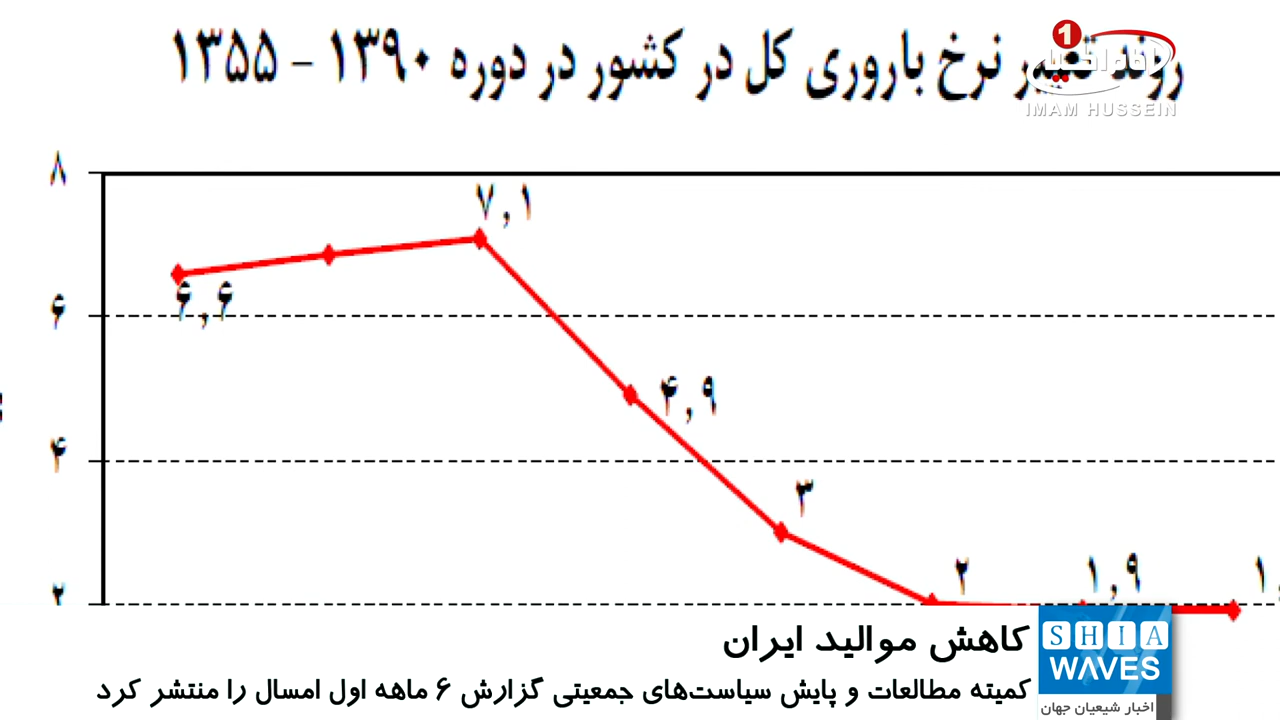 روند تغییر نرخ باروری کل در کشور در دوره ۱۳۹۰ – ۱۳۵۵
1
IMAM HUSSEIN
۸
۷,۱
۶,۶
۶
۴,۹
۴
۳
۲
۱,۹
۲
کاهش موالید ایران
SHIA
WAVES
کمیته مطالعات و پایش سیاست‌های جمعیتی گزارش ۶ ماهه اول امسال را منتشر کرد
اخبار شیعیان جهان